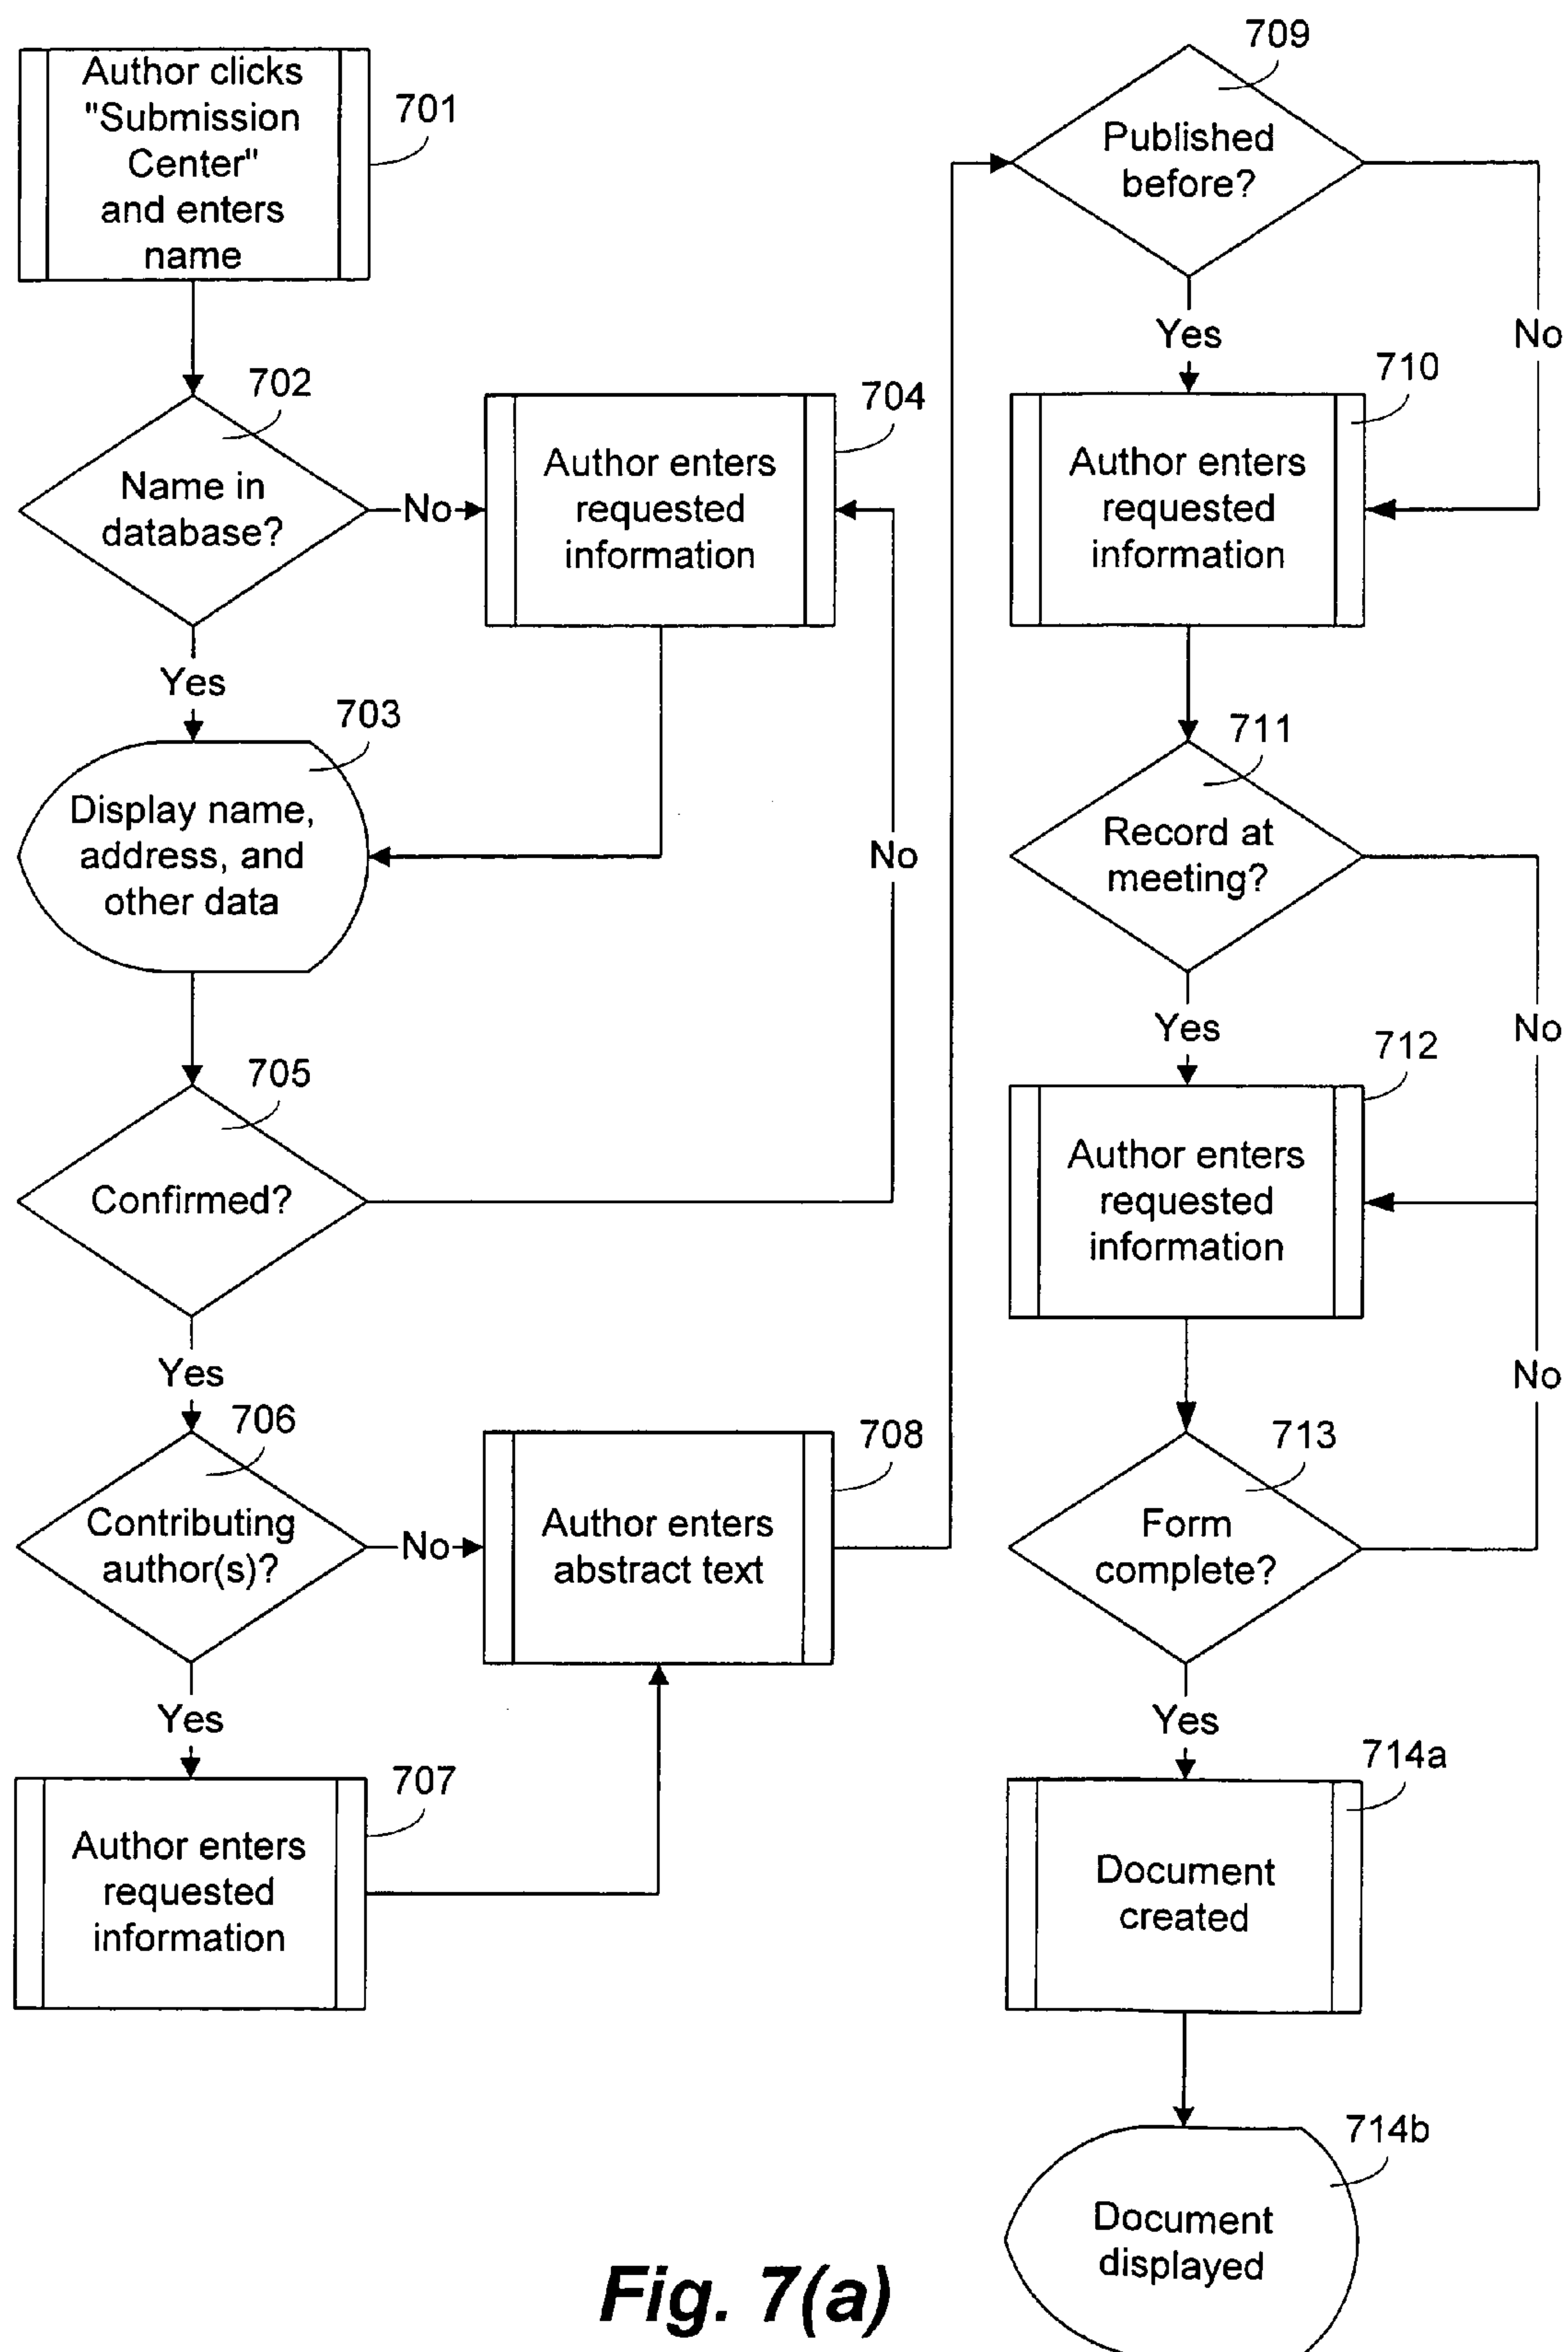 Author clicks
"Submission
Center"
and enters
name
701
702
Name in
database?
No
704
Author enters
requested
information
Yes
703
Display name,
address, and
other data
No
705
Confirmed?
Yes
706
Contributing
author(s)?
No
708
Author enters
abstract text
Yes
707
Author enters
requested
information
709
Published
before?
Yes
No
710
Author enters
requested
information
711
Record at
meeting?
Yes
No
712
Author enters
requested
information
No
713
Form
complete?
Yes
714a
Document
created
714b
Document
displayed
Fig. 7(a)